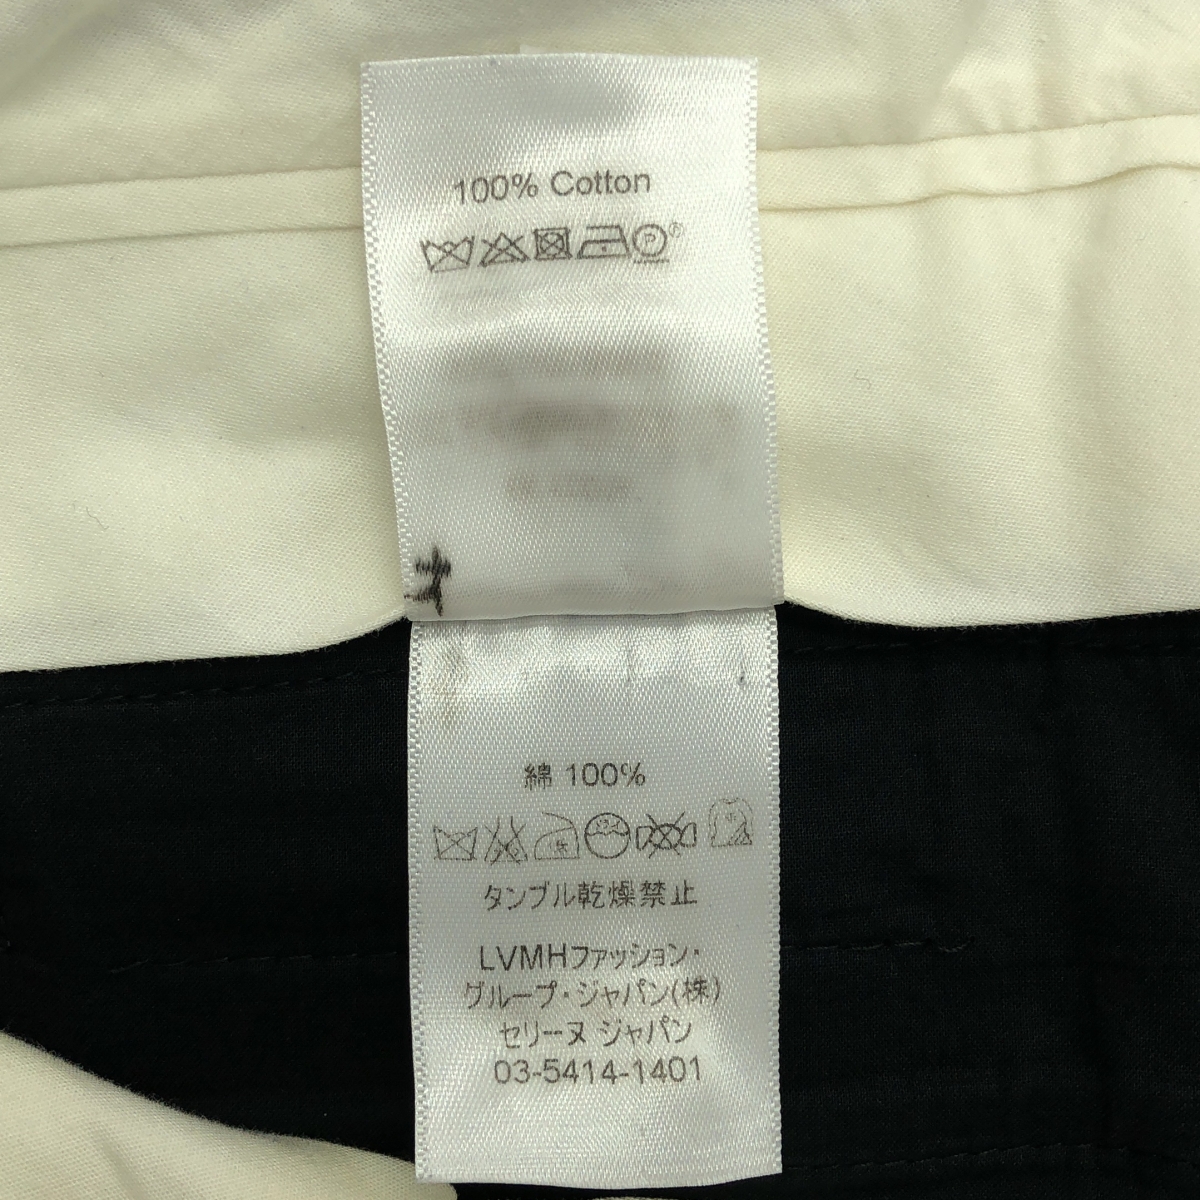 100% Cotton
P
綿 100%
タンブル乾燥禁止
LVMHファッション・
グループ・ジャパン(株)
セリーヌ ジャパン
03-5414-1401